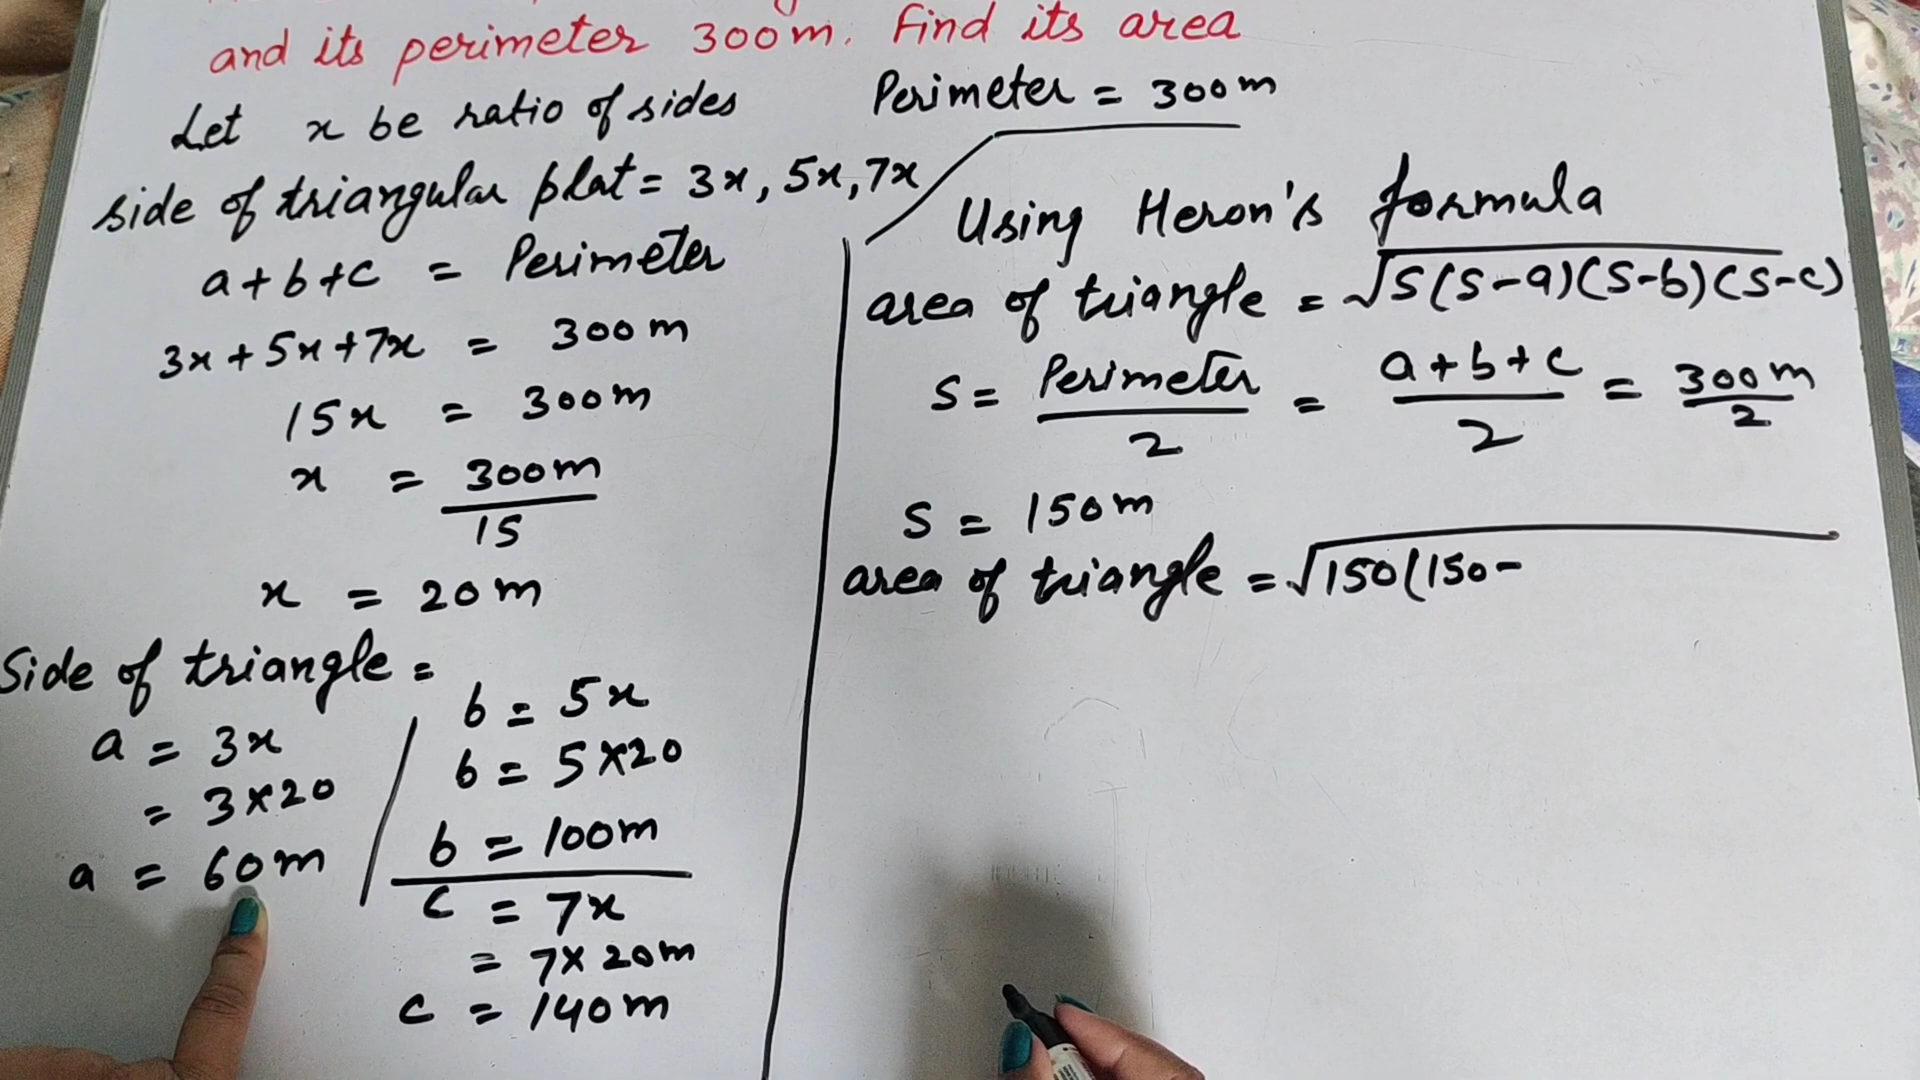 and its perimeter 300m. Find its area
Let x be ratio of sides
side of triangular plat = 3x, 5x, 7x
a+b+c = Perimeter
3x+5x+7x = 300m
15x = 300m
x = 300m
15
x = 20m
Side of triangle =
a = 3x
= 3×20
a = 60m
b = 5x
b = 5×20
b = 100m
c = 7x
= 7×20m
c = 140m
Perimeter = 300m
Using Heron's formula
area of triangle = √S(S-a)(S-b)(S-c)
S = Perimeter/2 = a+b+c/2 = 300m/2
S = 150m
area of triangle = √150(150-